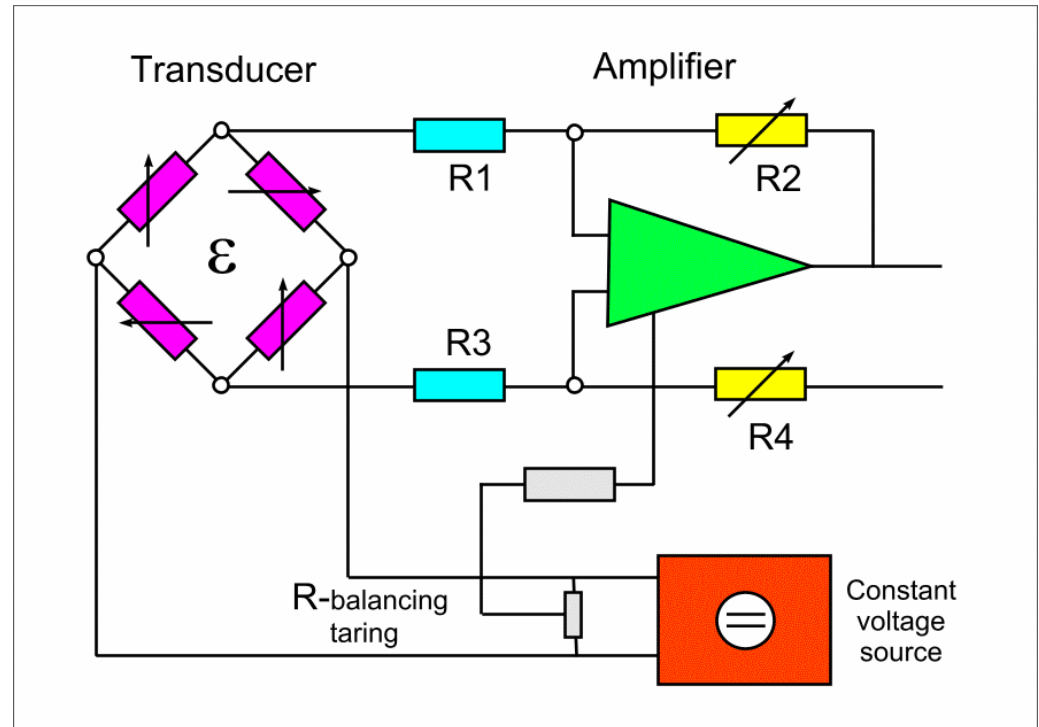 Transducer
Amplifier
R1
R2
ε
R3
R4
R-balancing
taring
Constant
voltage
source